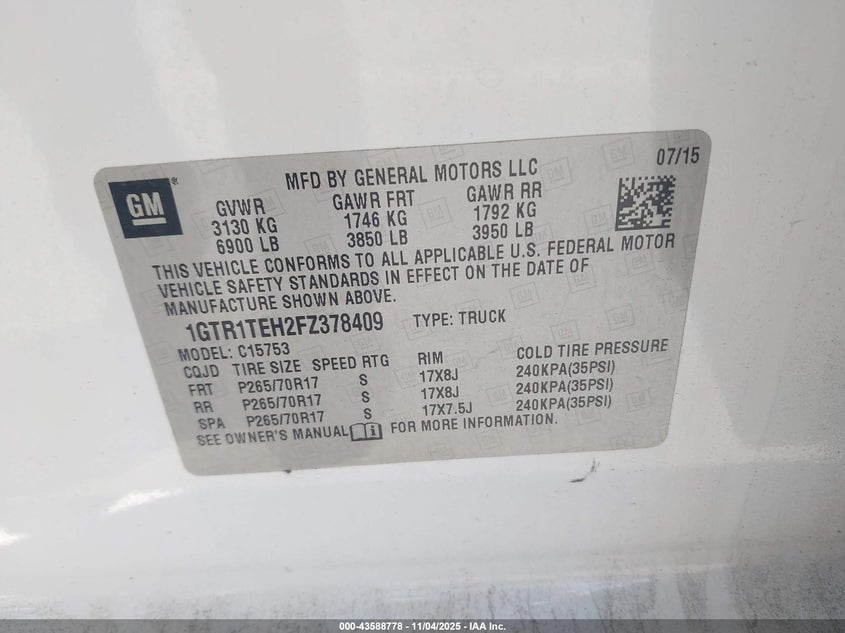 07/15
GM®
MFD BY GENERAL MOTORS LLC
GVWR GAWR FRT GAWR RR
3130 KG 1746 KG 1792 KG
6900 LB 3850 LB 3950 LB
THIS VEHICLE CONFORMS TO ALL APPLICABLE U.S. FEDERAL MOTOR
VEHICLE SAFETY STANDARDS IN EFFECT ON THE DATE OF
MANUFACTURE SHOWN ABOVE.
1GTR1TEH2FZ378409 TYPE: TRUCK
MODEL: C15753
CQJD TIRE SIZE SPEED RTG RIM COLD TIRE PRESSURE
FRT P265/70R17 S 17X8J 240KPA(35PSI)
RR P265/70R17 S 17X8J 240KPA(35PSI)
SPA P265/70R17 S 17X7.5J 240KPA(35PSI)
SEE OWNER'S MANUAL FOR MORE INFORMATION.
000-43588778 - 11/04/2025 - IAA Inc.